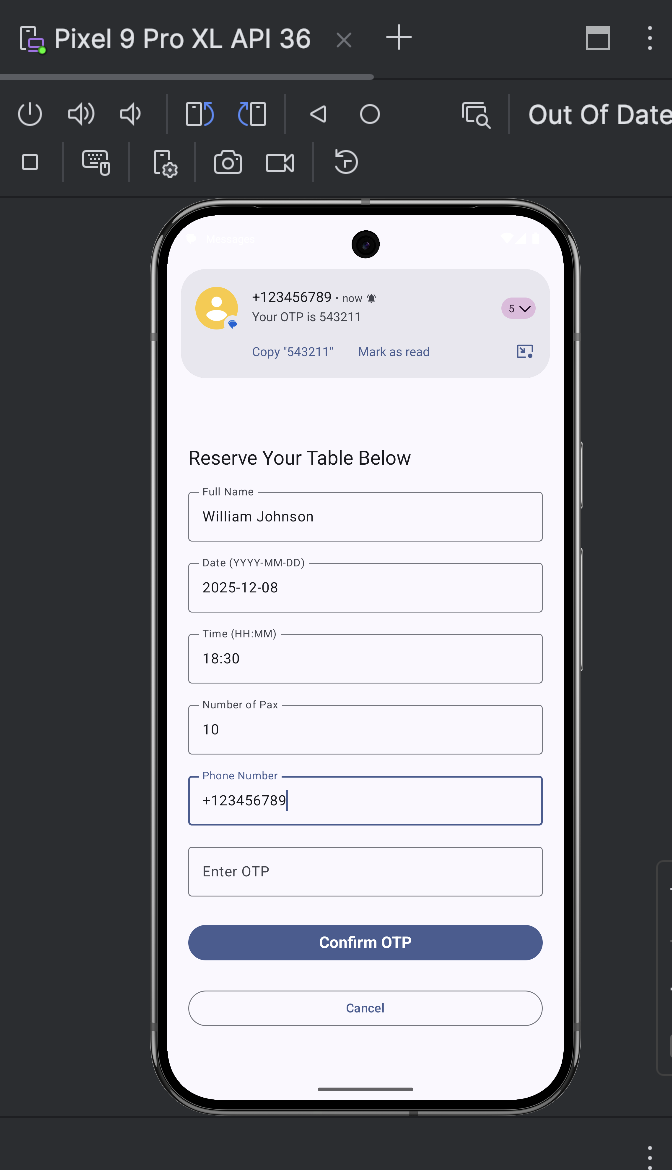 Pixel 9 Pro XL API 36
Out Of Date
Messages
+123456789 • now
5
Your OTP is 543211
Copy "543211" Mark as read
Reserve Your Table Below
Full Name
William Johnson
Date (YYYY-MM-DD)
2025-12-08
Time (HH:MM)
18:30
Number of Pax
10
Phone Number
+123456789
Enter OTP
Confirm OTP
Cancel